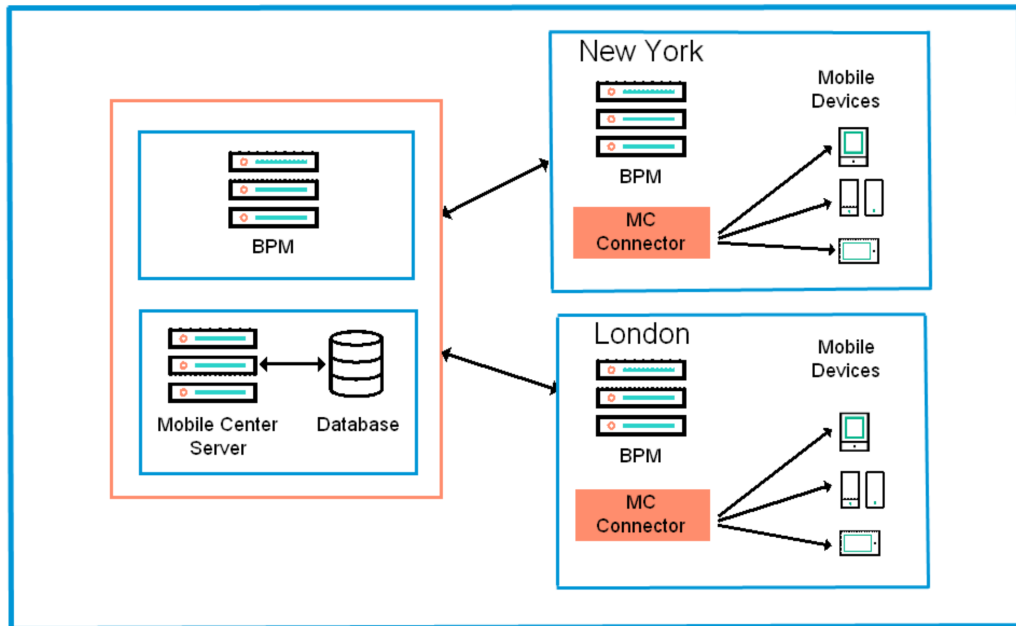 BPM
Mobile Center
Server
Database
New York
BPM
MC
Connector
Mobile
Devices
London
BPM
MC
Connector
Mobile
Devices